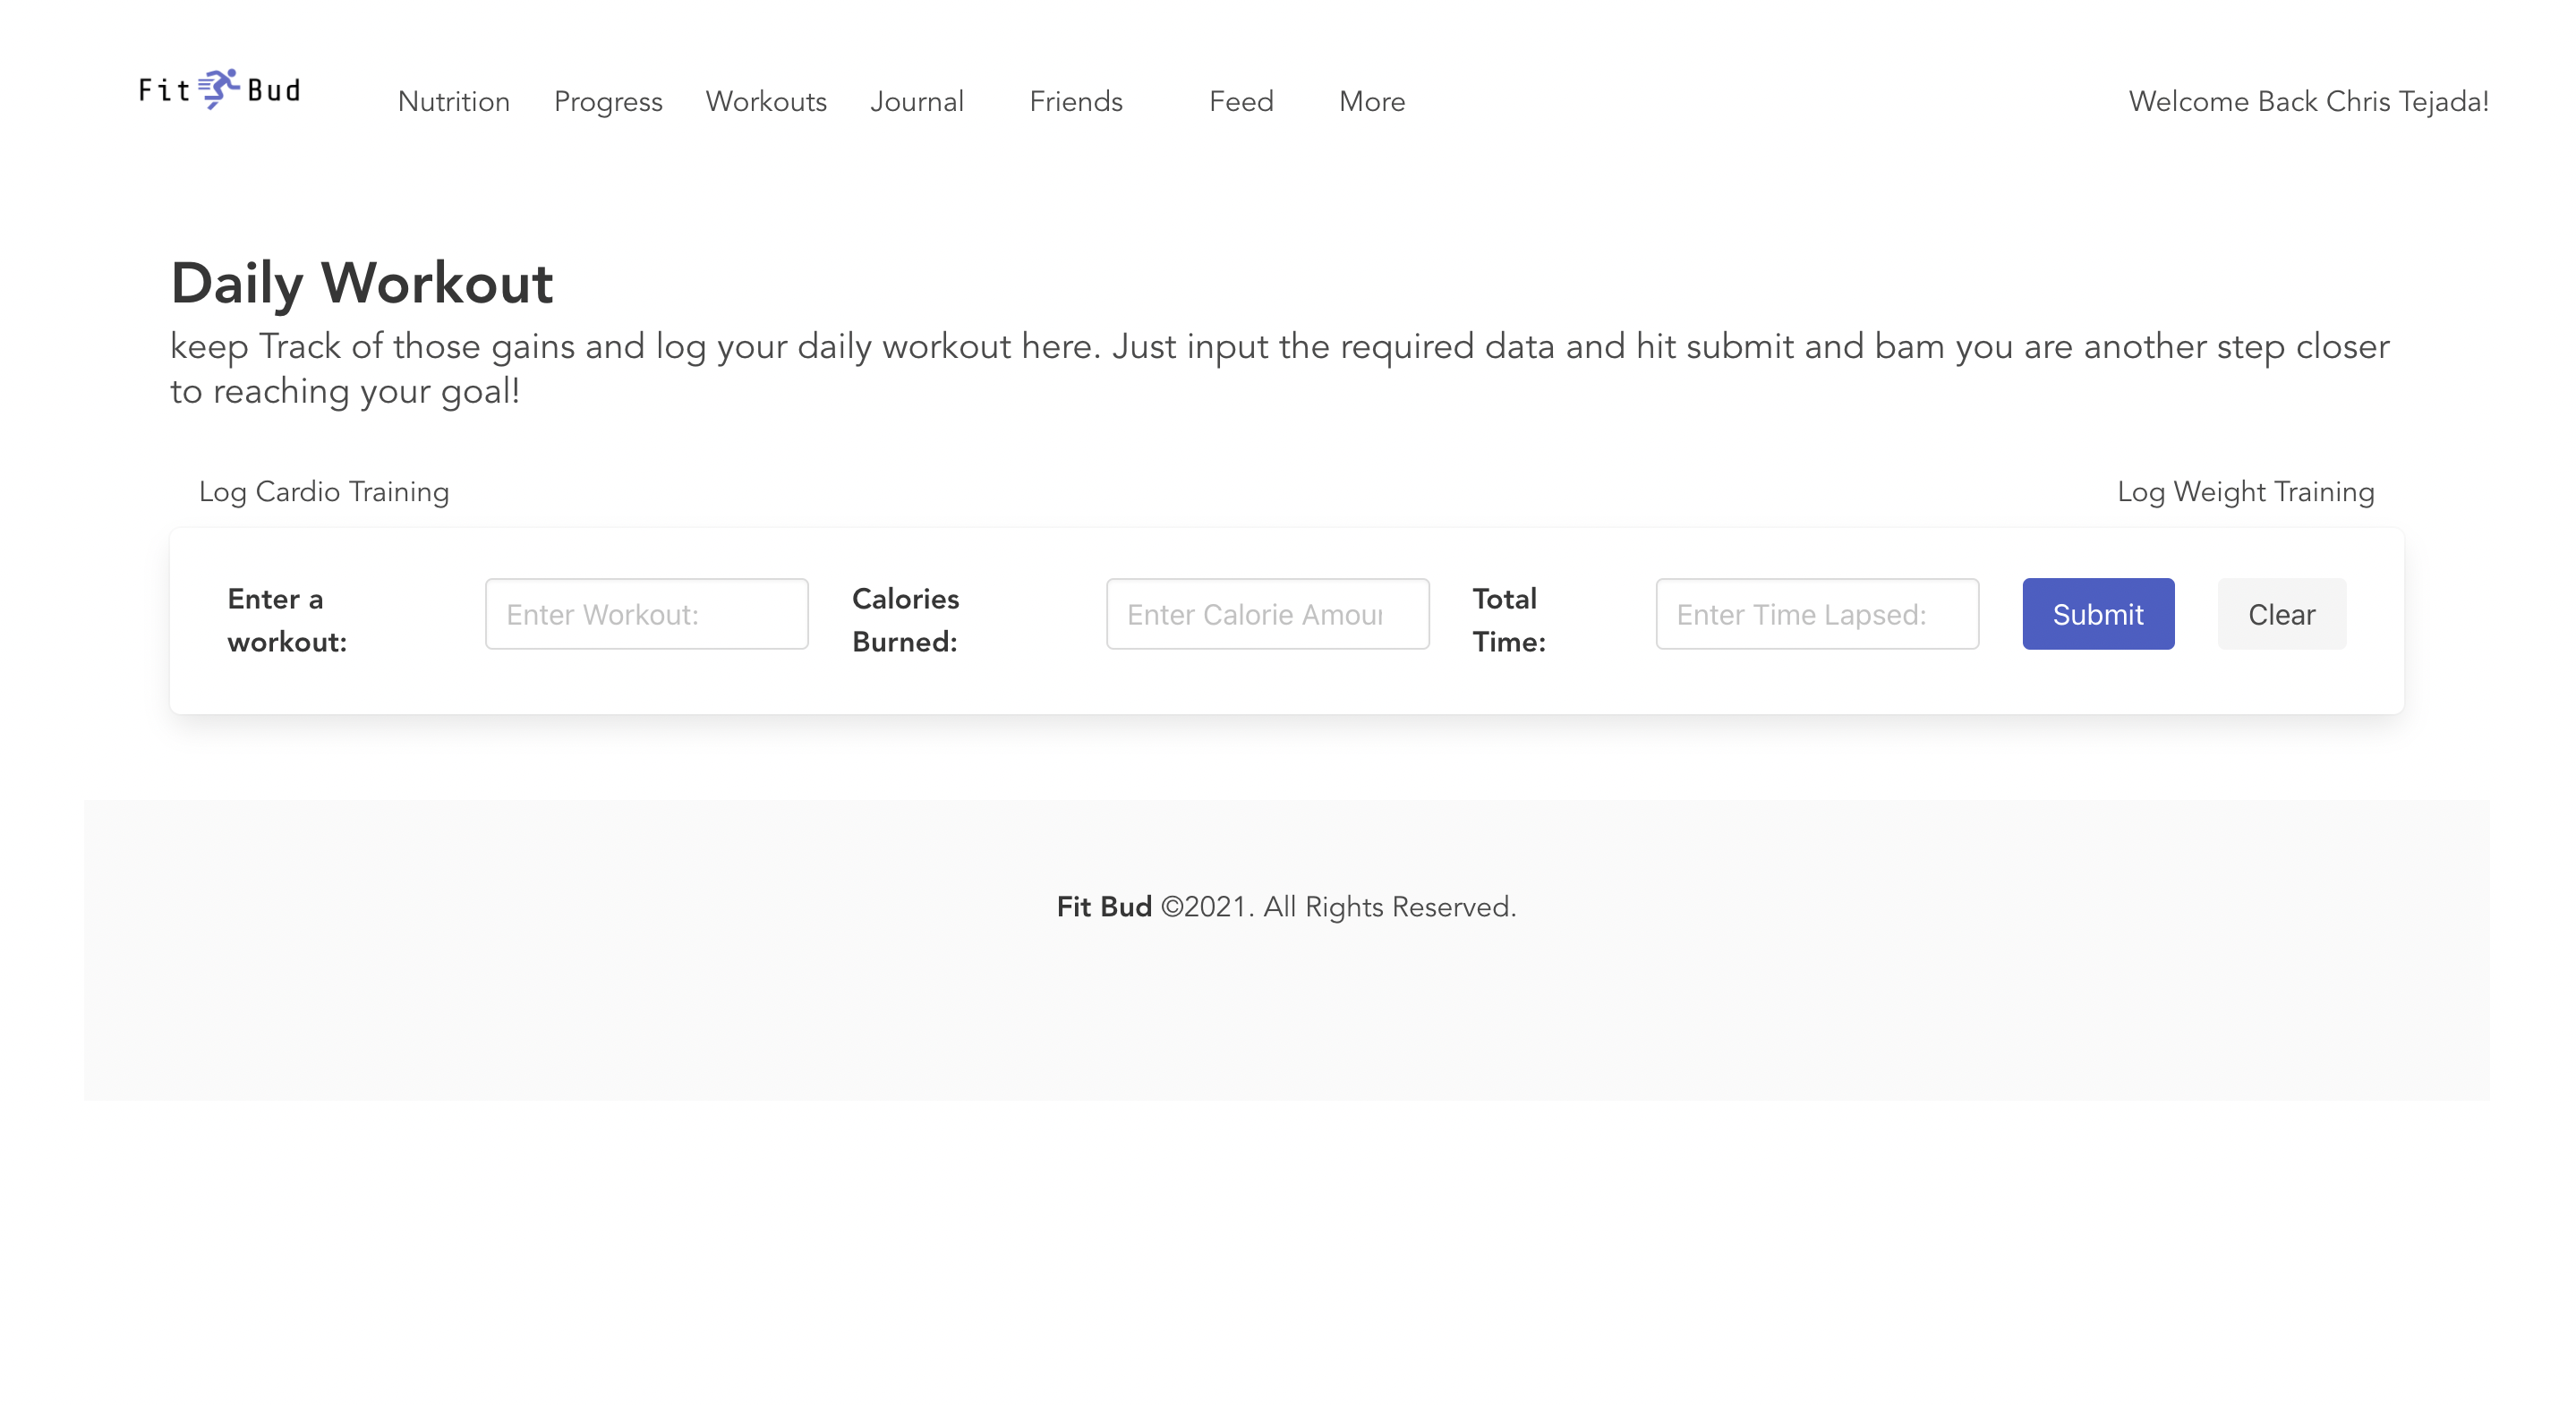 Fit Bud
Nutrition Progress Workouts Journal Friends Feed More
Welcome Back Chris Tejada!
Daily Workout
keep Track of those gains and log your daily workout here. Just input the required data and hit submit and bam you are another step closer
to reaching your goal!
Log Cardio Training
Log Weight Training
Enter a
workout:
Enter Workout:
Calories
Burned:
Enter Calorie Amour
Total
Time:
Enter Time Lapsed:
Submit
Clear
Fit Bud ©2021. All Rights Reserved.